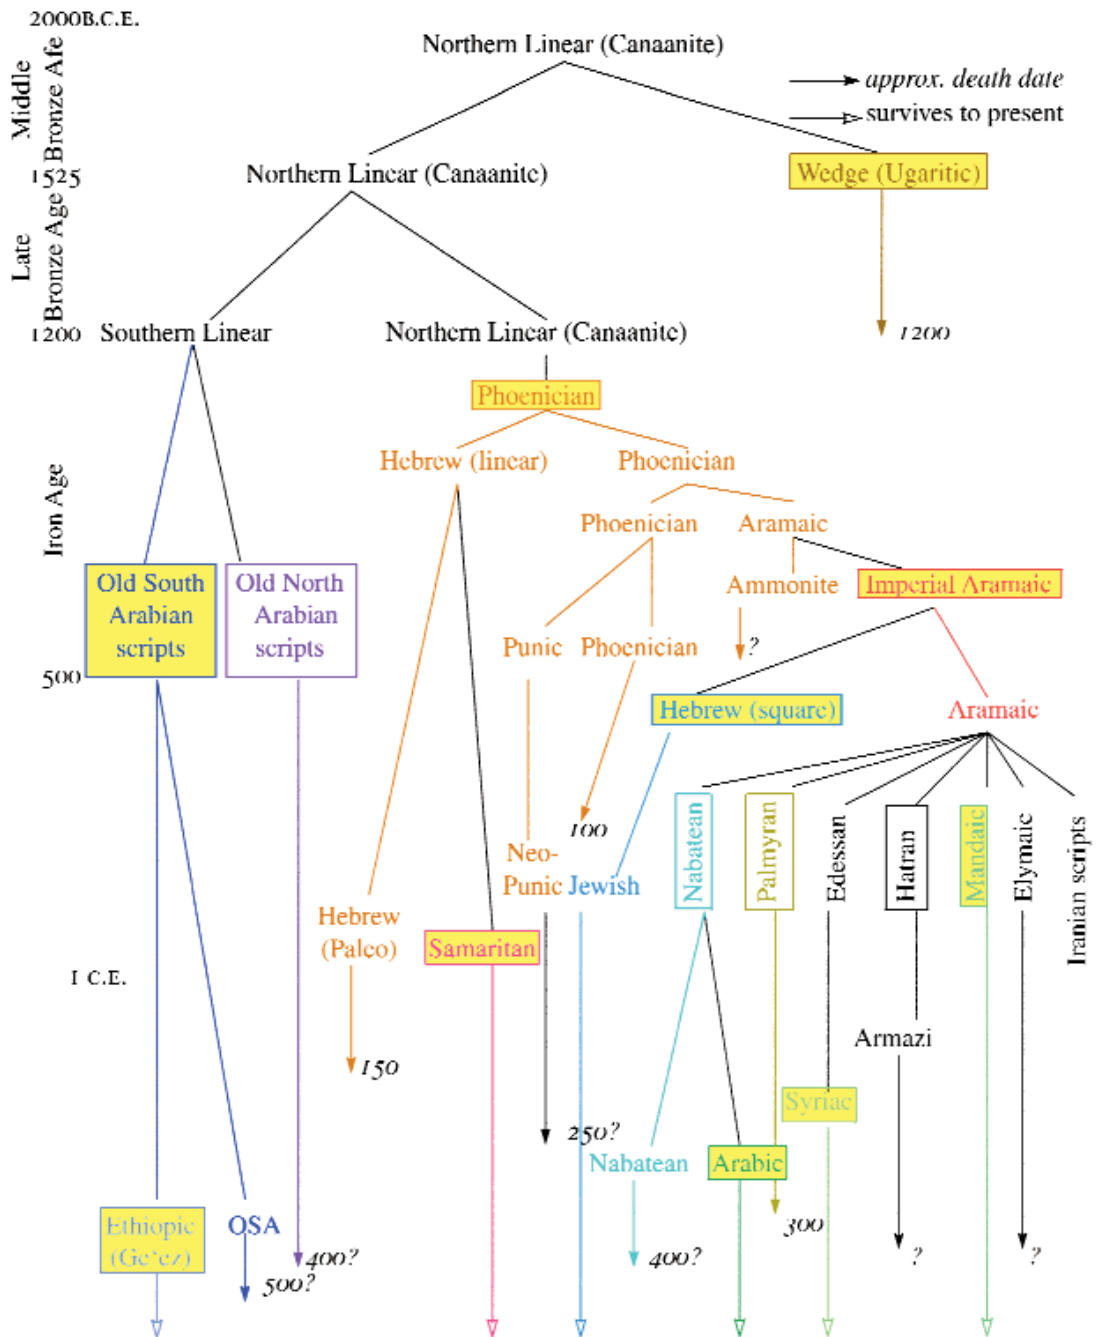 2000B.C.E.
Northern Linear (Canaanite)
approx. death date
survives to present
Middle
Bronze Afe
Northern Linear (Canaanite)
Wedge (Ugaritic)
1525
Late
Bronze Age
1200
Southern Linear
Northern Linear (Canaanite)
1200
Phoenician
Iron Age
Hebrew (linear)
Phoenician
Phoenician
Aramaic
Old South
Arabian
scripts
Old North
Arabian
scripts
Ammonite
Imperial Aramaic
Punic
Phoenician
?
500
Hebrew (square)
Aramaic
100
Nabatean
Palmyran
Edessan
Hatran
Mandaic
Elymaic
Iranian scripts
Neo-
Punic
Jewish
Hebrew
(Paleo)
Samaritan
1 C.E.
Armazi
150
Syriac
250?
Nabatean
Arabic
Ethiopic
(Ge‘ez)
OSA
300
400?
500?
400?
?
?